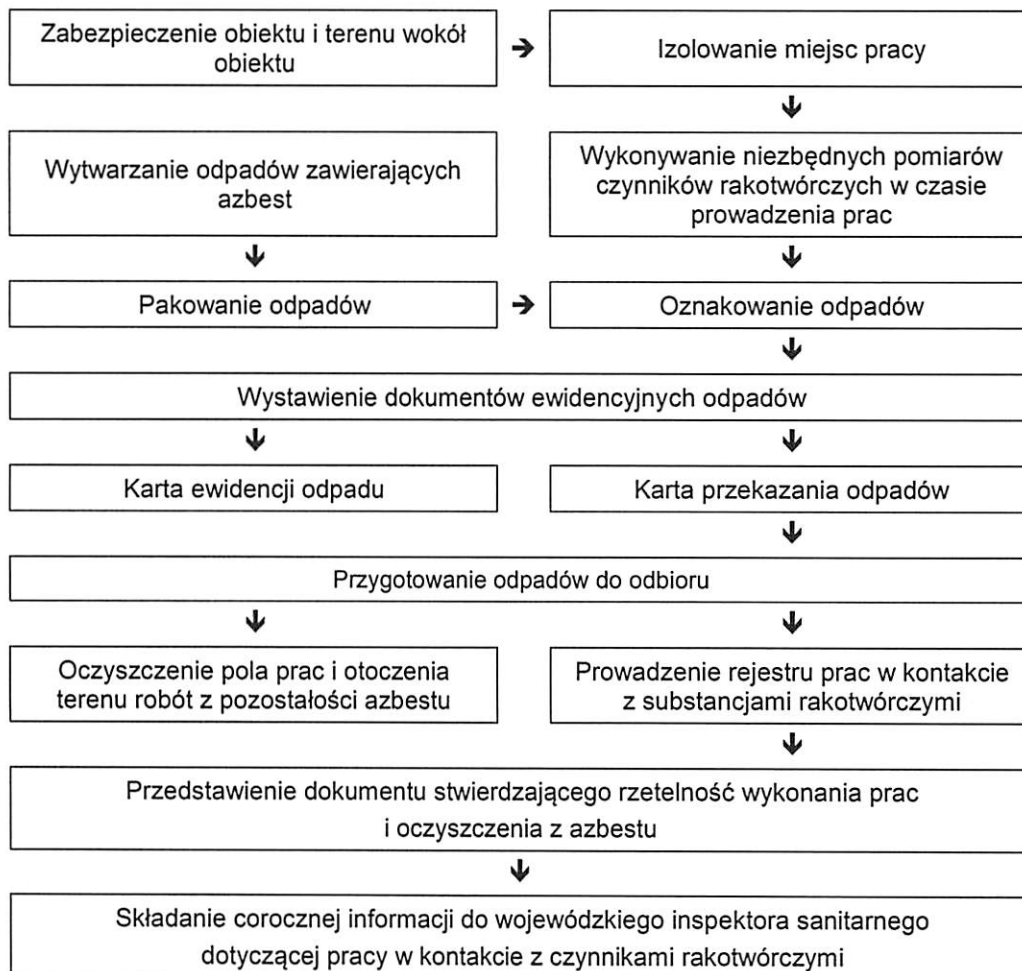 Zabezpieczenie obiektu i terenu wokół
obiektu
Izolowanie miejsc pracy
Wytwarzanie odpadów zawierających
azbest
Wykonywanie niezbędnych pomiarów
czynników rakotwórczych w czasie
prowadzenia prac
Pakowanie odpadów
Oznakowanie odpadów
Wystawienie dokumentów ewidencyjnych odpadów
Karta ewidencji odpadu
Karta przekazania odpadów
Przygotowanie odpadów do odbioru
Oczyszczenie pola prac i otoczenia
terenu robót z pozostałości azbestu
Prowadzenie rejestru prac w kontakcie
z substancjami rakotwórczymi
Przedstawienie dokumentu stwierdzającego rzetelność wykonania prac
i oczyszczenia z azbestu
Składanie corocznej informacji do wojewódzkiego inspektora sanitarnego
dotyczącej pracy w kontakcie z czynnikami rakotwórczymi